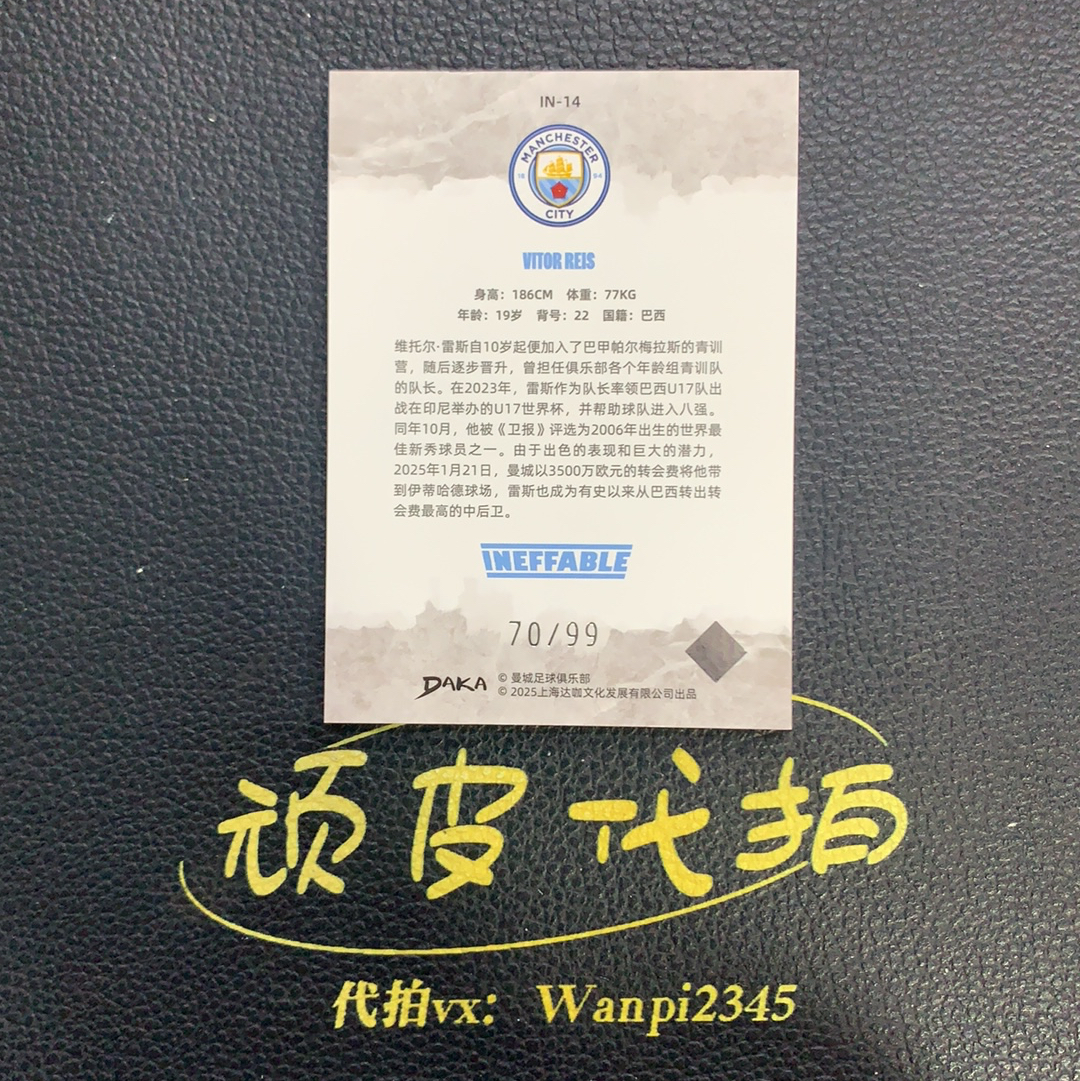 IN-14
MANCHESTER
18 94
CITY
VITOR REIS
身高：186CM 体重：77KG
年龄：19岁 背号：22 国籍：巴西
维托尔·雷斯自10岁起便加入了巴甲帕尔梅拉斯的青训
营，随后逐步晋升，曾担任俱乐部各个年龄组青训队
的队长。在2023年，雷斯作为队长率领巴西U17队出
战在印尼举办的U17世界杯，并帮助球队进入八强。
同年10月，他被《卫报》评选为2006年出生的世界最
佳新秀球员之一。由于出色的表现和巨大的潜力，
2025年1月21日，曼城以3500万欧元的转会费将他带
到伊蒂哈德球场，雷斯也成为有史以来从巴西转出转
会费最高的中后卫。
INEFFABLE
70/99
DAKA
© 曼城足球俱乐部
© 2025上海达咖文化发展有限公司出品
顽皮代拍
代拍vx：Wanpi2345